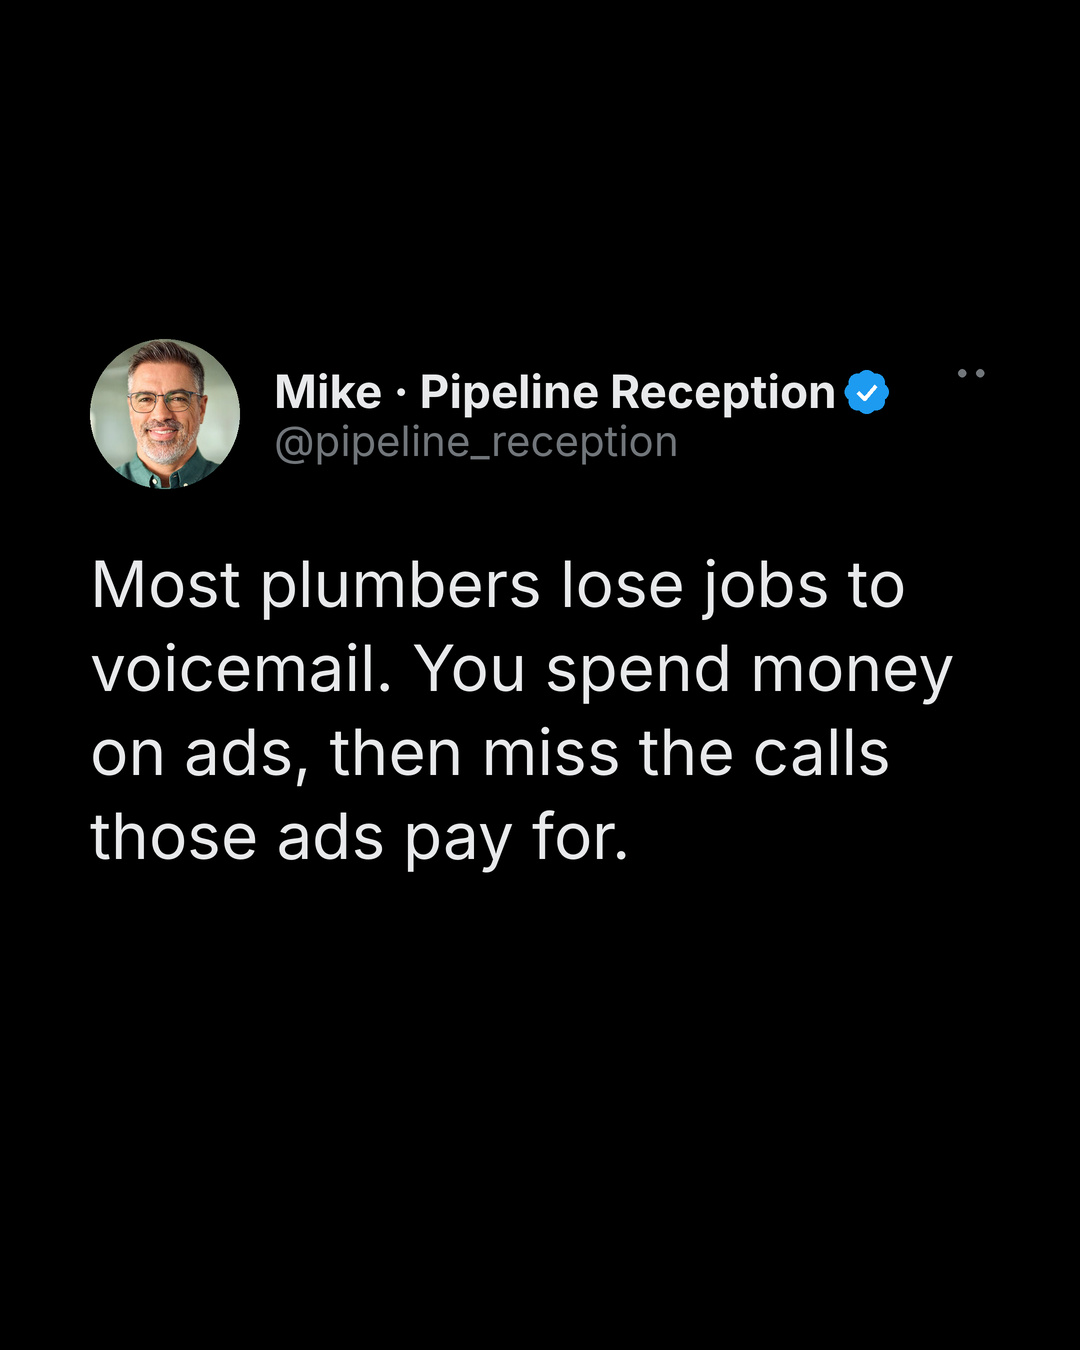 Mike · Pipeline Reception
@pipeline_reception
Most plumbers lose jobs to
voicemail. You spend money
on ads, then miss the calls
those ads pay for.